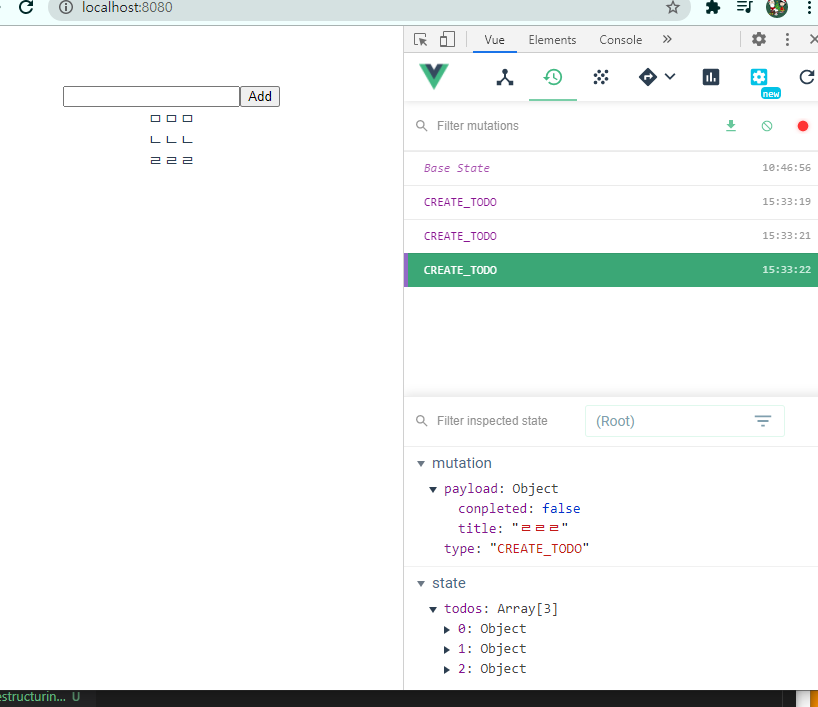 localhost:8080
Vue Elements Console
new
Add
ㅁㅁㅁ
ㄴㄴㄴ
ㄹㄹㄹ
Filter mutations
Base State 10:46:56
CREATE_TODO 15:33:19
CREATE_TODO 15:33:21
CREATE_TODO 15:33:22
Filter inspected state (Root)
mutation
payload: Object
conpleted: false
title: "ㄹㄹㄹ"
type: "CREATE_TODO"
state
todos: Array[3]
0: Object
1: Object
2: Object
estructurin... U